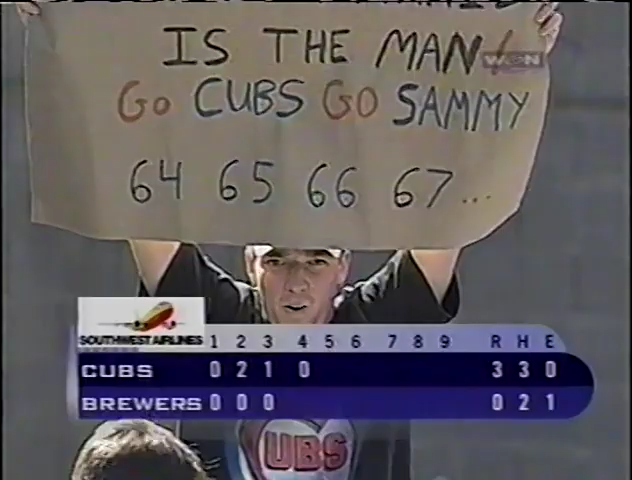 IS THE MAN!
WGN
GO CUBS GO SAMMY
64 65 66 67...
SOUTHWEST AIRLINES 1 2 3 4 5 6 7 8 9 R H E
CUBS 0 2 1 0 3 3 0
BREWERS 0 0 0 0 2 1
CUBS